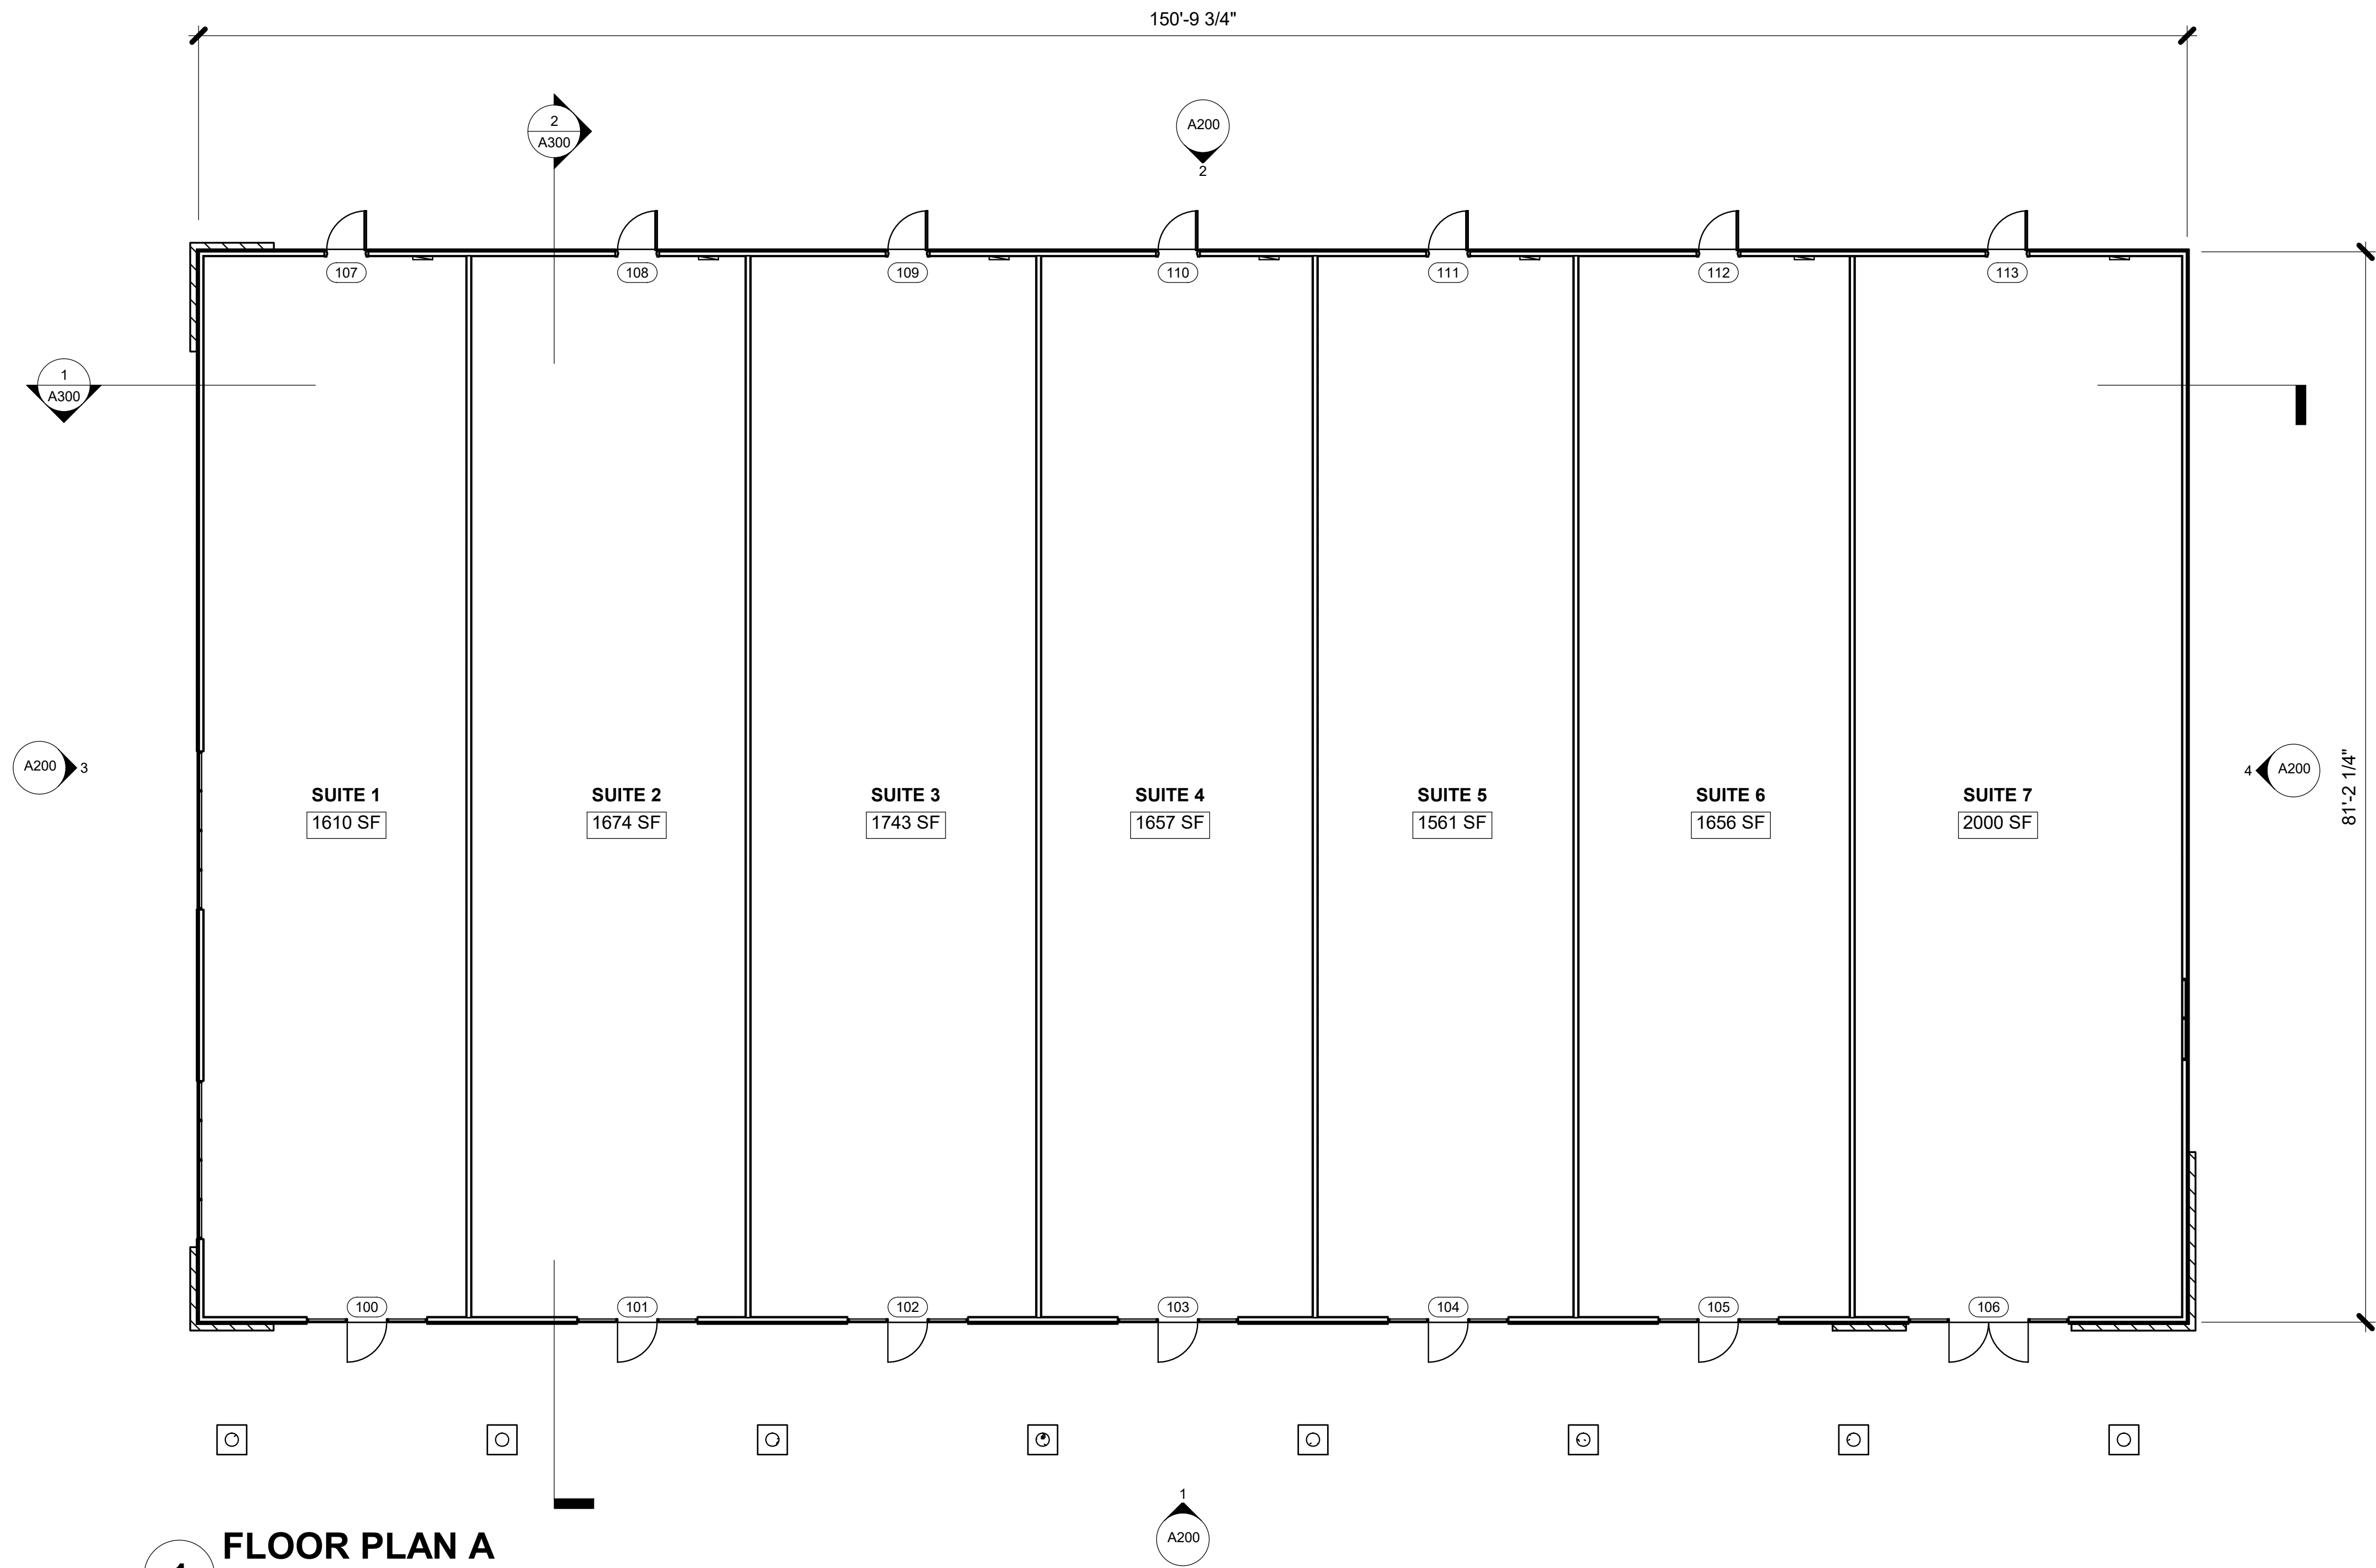 150'-9 3/4"
2
A300
A200
2
107
108
109
110
111
112
113
1
A300
A200
3
4
A200
81'-2 1/4"
SUITE 1
1610 SF
SUITE 2
1674 SF
SUITE 3
1743 SF
SUITE 4
1657 SF
SUITE 5
1561 SF
SUITE 6
1656 SF
SUITE 7
2000 SF
100
101
102
103
104
105
106
1
A200
FLOOR PLAN A